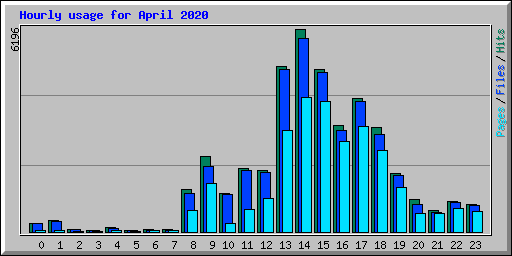 Hourly usage for April 2020
6196
Pages / Files / Hits
0 1 2 3 4 5 6 7 8 9 10 11 12 13 14 15 16 17 18 19 20 21 22 23